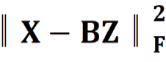 ‖ X − BZ ‖²_F